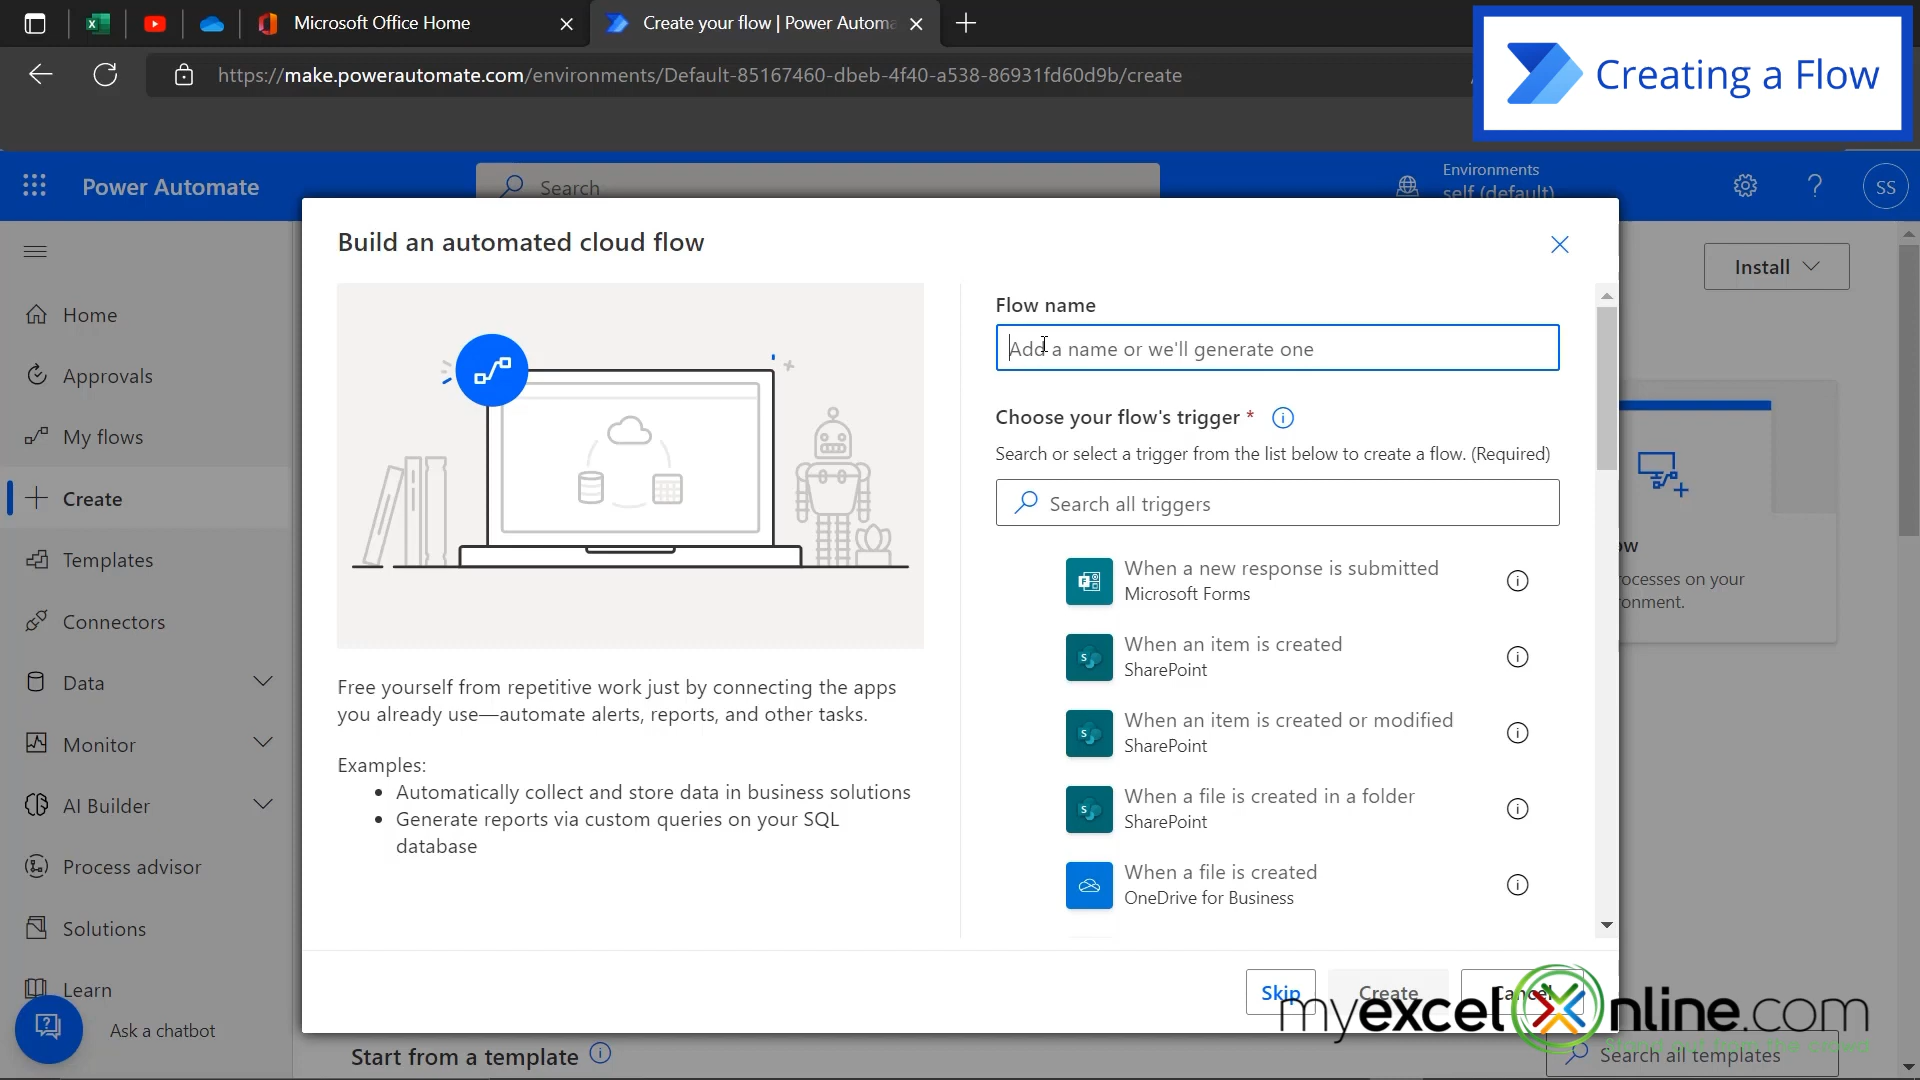 Microsoft Office Home
Create your flow | Power Automa
https://make.powerautomate.com/environments/Default-85167460-dbeb-4f40-a538-86931fd60d9b/create
Creating a Flow
Power Automate
Search
Environments
self (default)
SS
Home
Approvals
My flows
Create
Templates
Connectors
Data
Monitor
AI Builder
Process advisor
Solutions
Learn
Ask a chatbot
Build an automated cloud flow
Free yourself from repetitive work just by connecting the apps
you already use—automate alerts, reports, and other tasks.
Examples:
• Automatically collect and store data in business solutions
• Generate reports via custom queries on your SQL
database
Flow name
Add a name or we'll generate one
Choose your flow's trigger *
Search or select a trigger from the list below to create a flow. (Required)
Search all triggers
When a new response is submitted
Microsoft Forms
When an item is created
SharePoint
When an item is created or modified
SharePoint
When a file is created in a folder
SharePoint
When a file is created
OneDrive for Business
Skip
Create
Cancel
Install
ow
ocesses on your
ronment.
Start from a template
Search all templates
myexcelonline.com